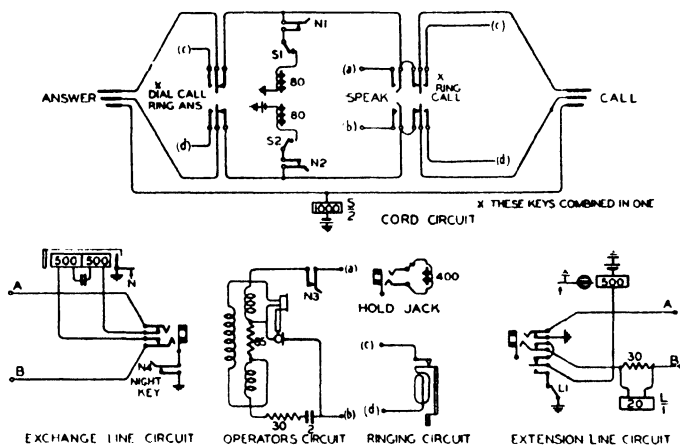 N1
(c)
(c)
S1
X
DIAL CALL
RING ANS
80
(a)
X
RING
CALL
ANSWER
SPEAK
CALL
80
(b)
(d)
S2
(d)
N2
1000
S
2
X THESE KEYS COMBINED IN ONE
CORD CIRCUIT
500 500
N
A
A
B
N4
NIGHT
KEY
EXCHANGE LINE CIRCUIT
(a)
N3
85
30
2
(b)
OPERATORS CIRCUIT
400
HOLD JACK
(c)
(d)
RINGING CIRCUIT
500
A
30
B
L1
20
L
1
EXTENSION LINE CIRCUIT